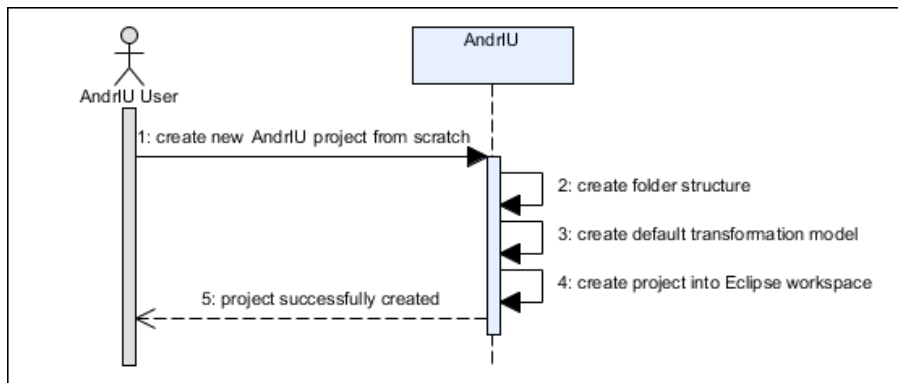 AndrIU
AndrIU User
1: create new AndrIU project from scratch
2: create folder structure
3: create default transformation model
4: create project into Eclipse workspace
5: project successfully created